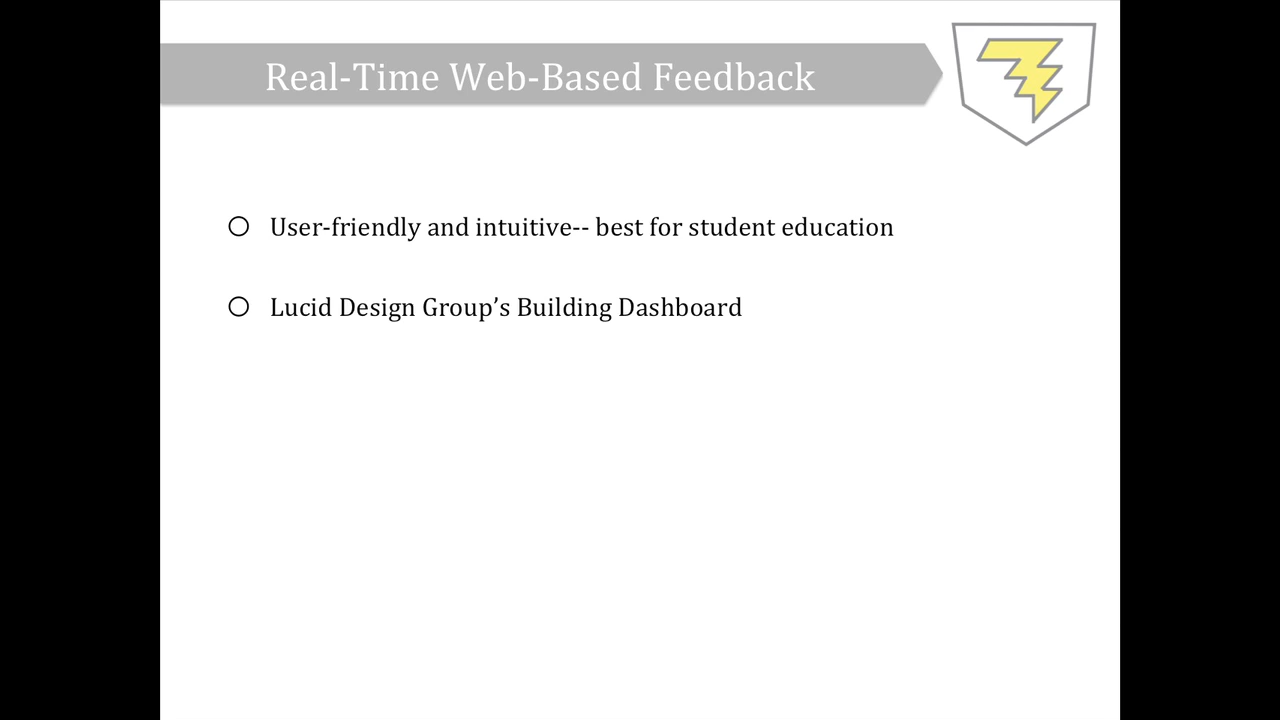 Real-Time Web-Based Feedback
User-friendly and intuitive-- best for student education
Lucid Design Group’s Building Dashboard